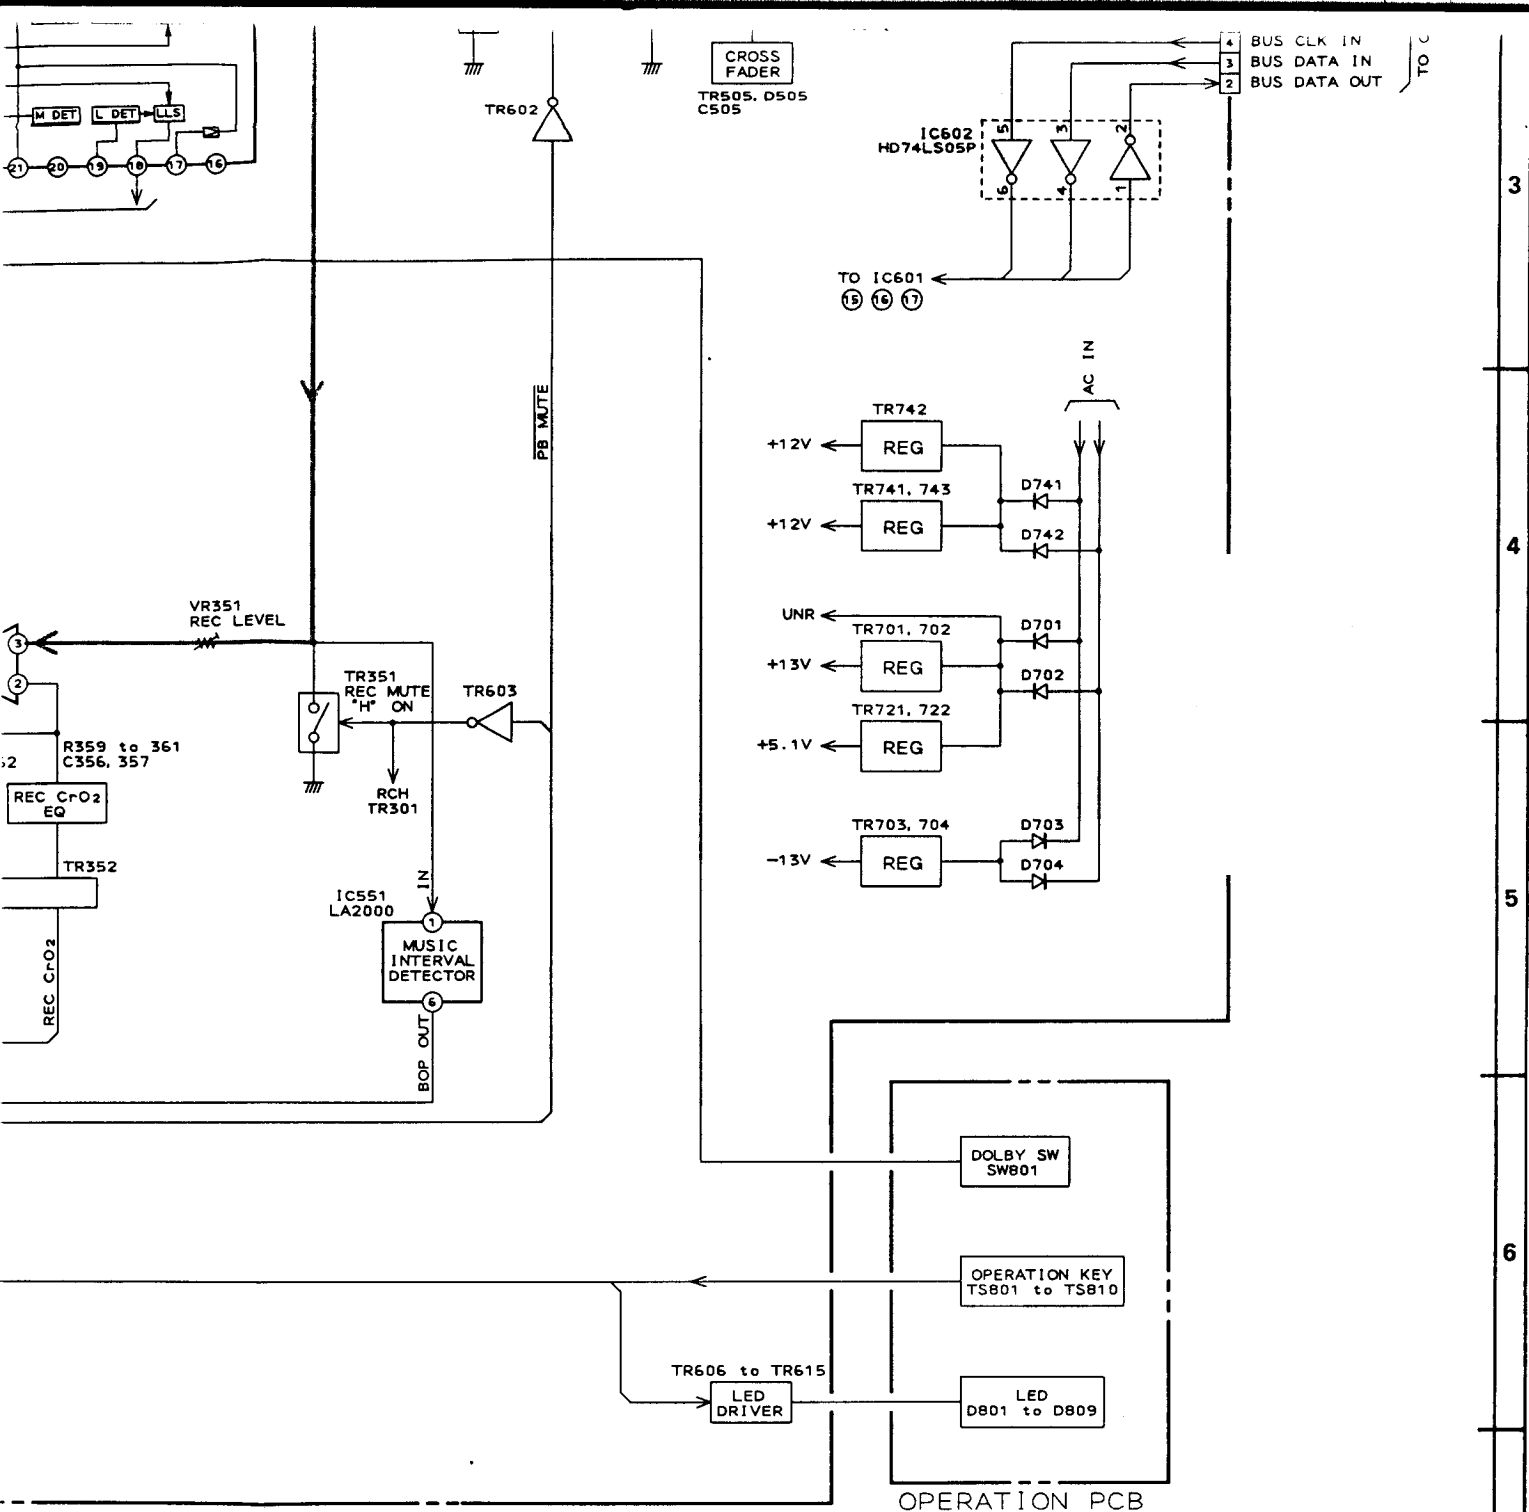 CROSS
FADER
TR505, D505
C505
4 BUS CLK IN
3 BUS DATA IN
2 BUS DATA OUT
TO
M DET
L DET
LLS
TR602
21 20 19 18 17 16
IC602
HD74LS05P
5 3 2
6 4 1
3
TO IC601
15 16 17
AC IN
PB MUTE
TR742
+12V
REG
TR741, 743
+12V
REG
D741
D742
4
UNR
TR701, 702
+13V
REG
D701
D702
TR721, 722
+5.1V
REG
VR351
REC LEVEL
3
2
TR351
REC MUTE
"H" ON
TR603
R359 to 361
C356, 357
REC CrO2
EQ
RCH
TR301
TR352
TR703, 704
-13V
REG
D703
D704
5
IN
IC551
LA2000
1
MUSIC
INTERVAL
DETECTOR
6
REC CrO2
BOP OUT
DOLBY SW
SW801
6
OPERATION KEY
TS801 to TS810
TR606 to TR615
LED
DRIVER
LED
D801 to D809
OPERATION PCB